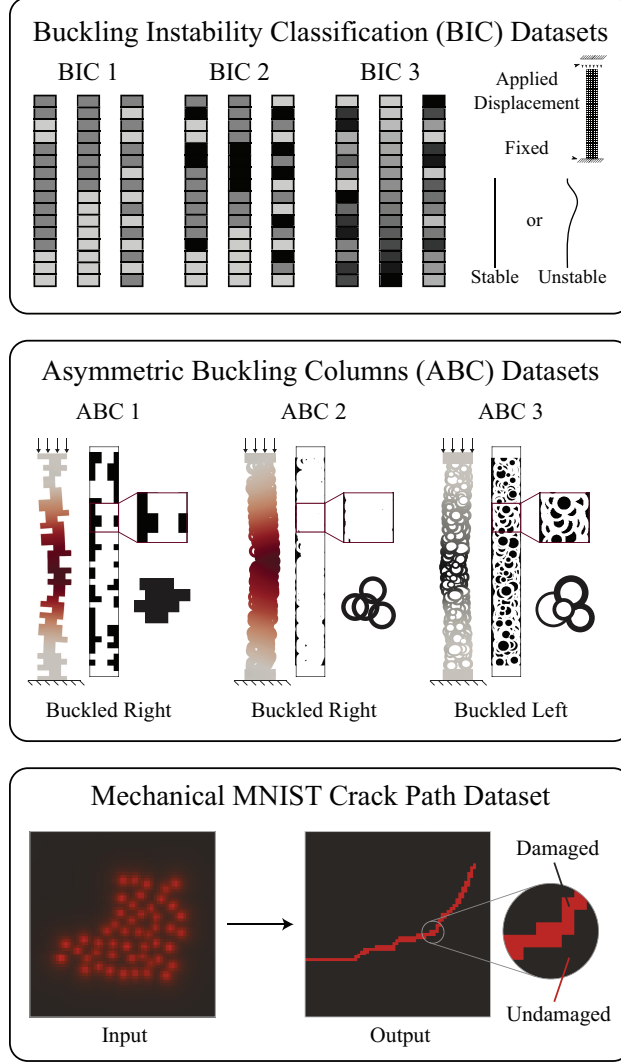 Buckling Instability Classification (BIC) Datasets
BIC 1
BIC 2
BIC 3
Applied
Displacement
Fixed
or
Stable
Unstable
Asymmetric Buckling Columns (ABC) Datasets
ABC 1
ABC 2
ABC 3
Buckled Right
Buckled Right
Buckled Left
Mechanical MNIST Crack Path Dataset
Damaged
Undamaged
Input
Output